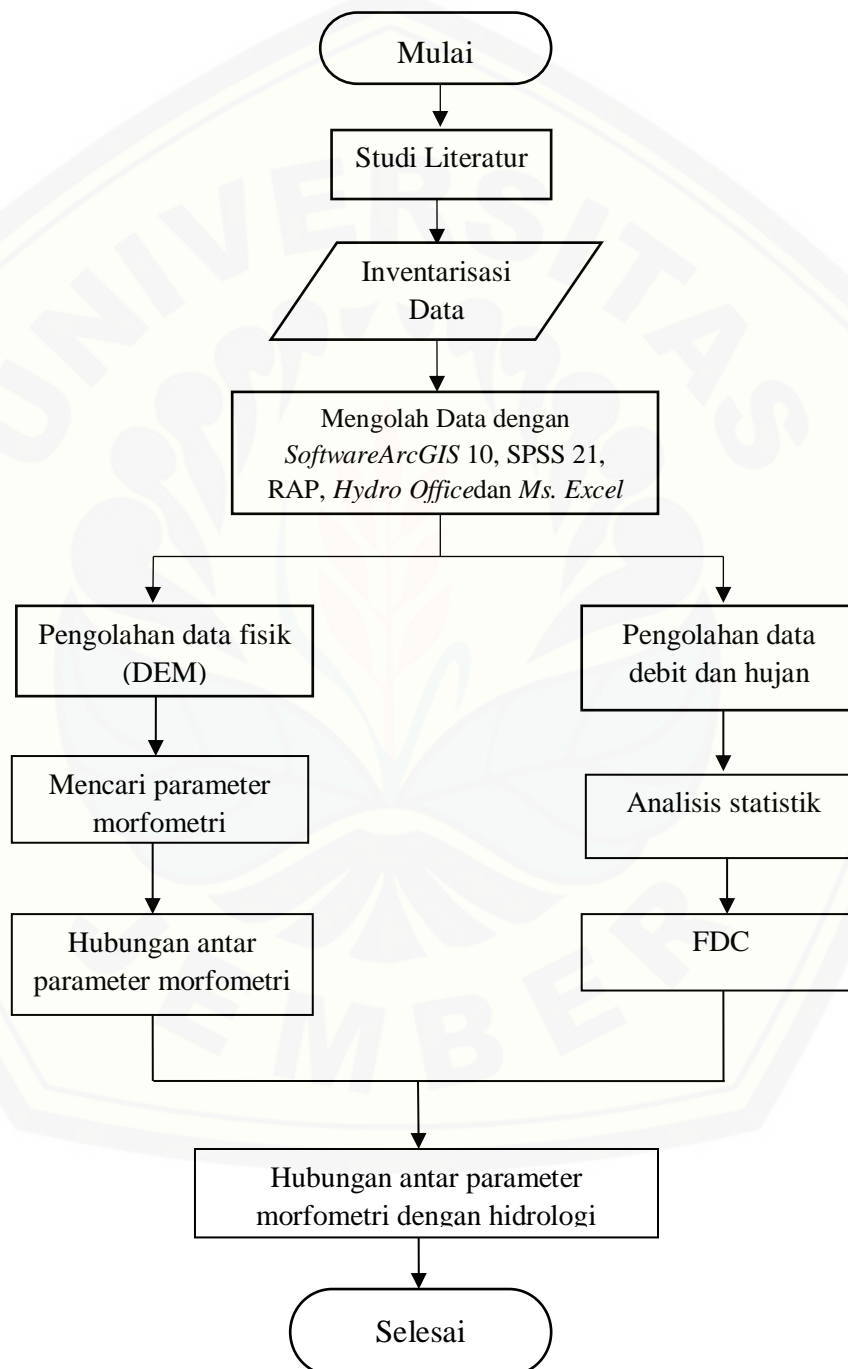 Mulai
Studi Literatur
Inventarisasi
Data
Mengolah Data dengan
SoftwareArcGIS 10, SPSS 21,
RAP, Hydro Officedan Ms. Excel
Pengolahan data fisik
(DEM)
Mencari parameter
morfometri
Hubungan antar
parameter morfometri
Pengolahan data
debit dan hujan
Analisis statistik
FDC
Hubungan antar parameter
morfometri dengan hidrologi
Selesai
UNIVERSITAS
JEMBER